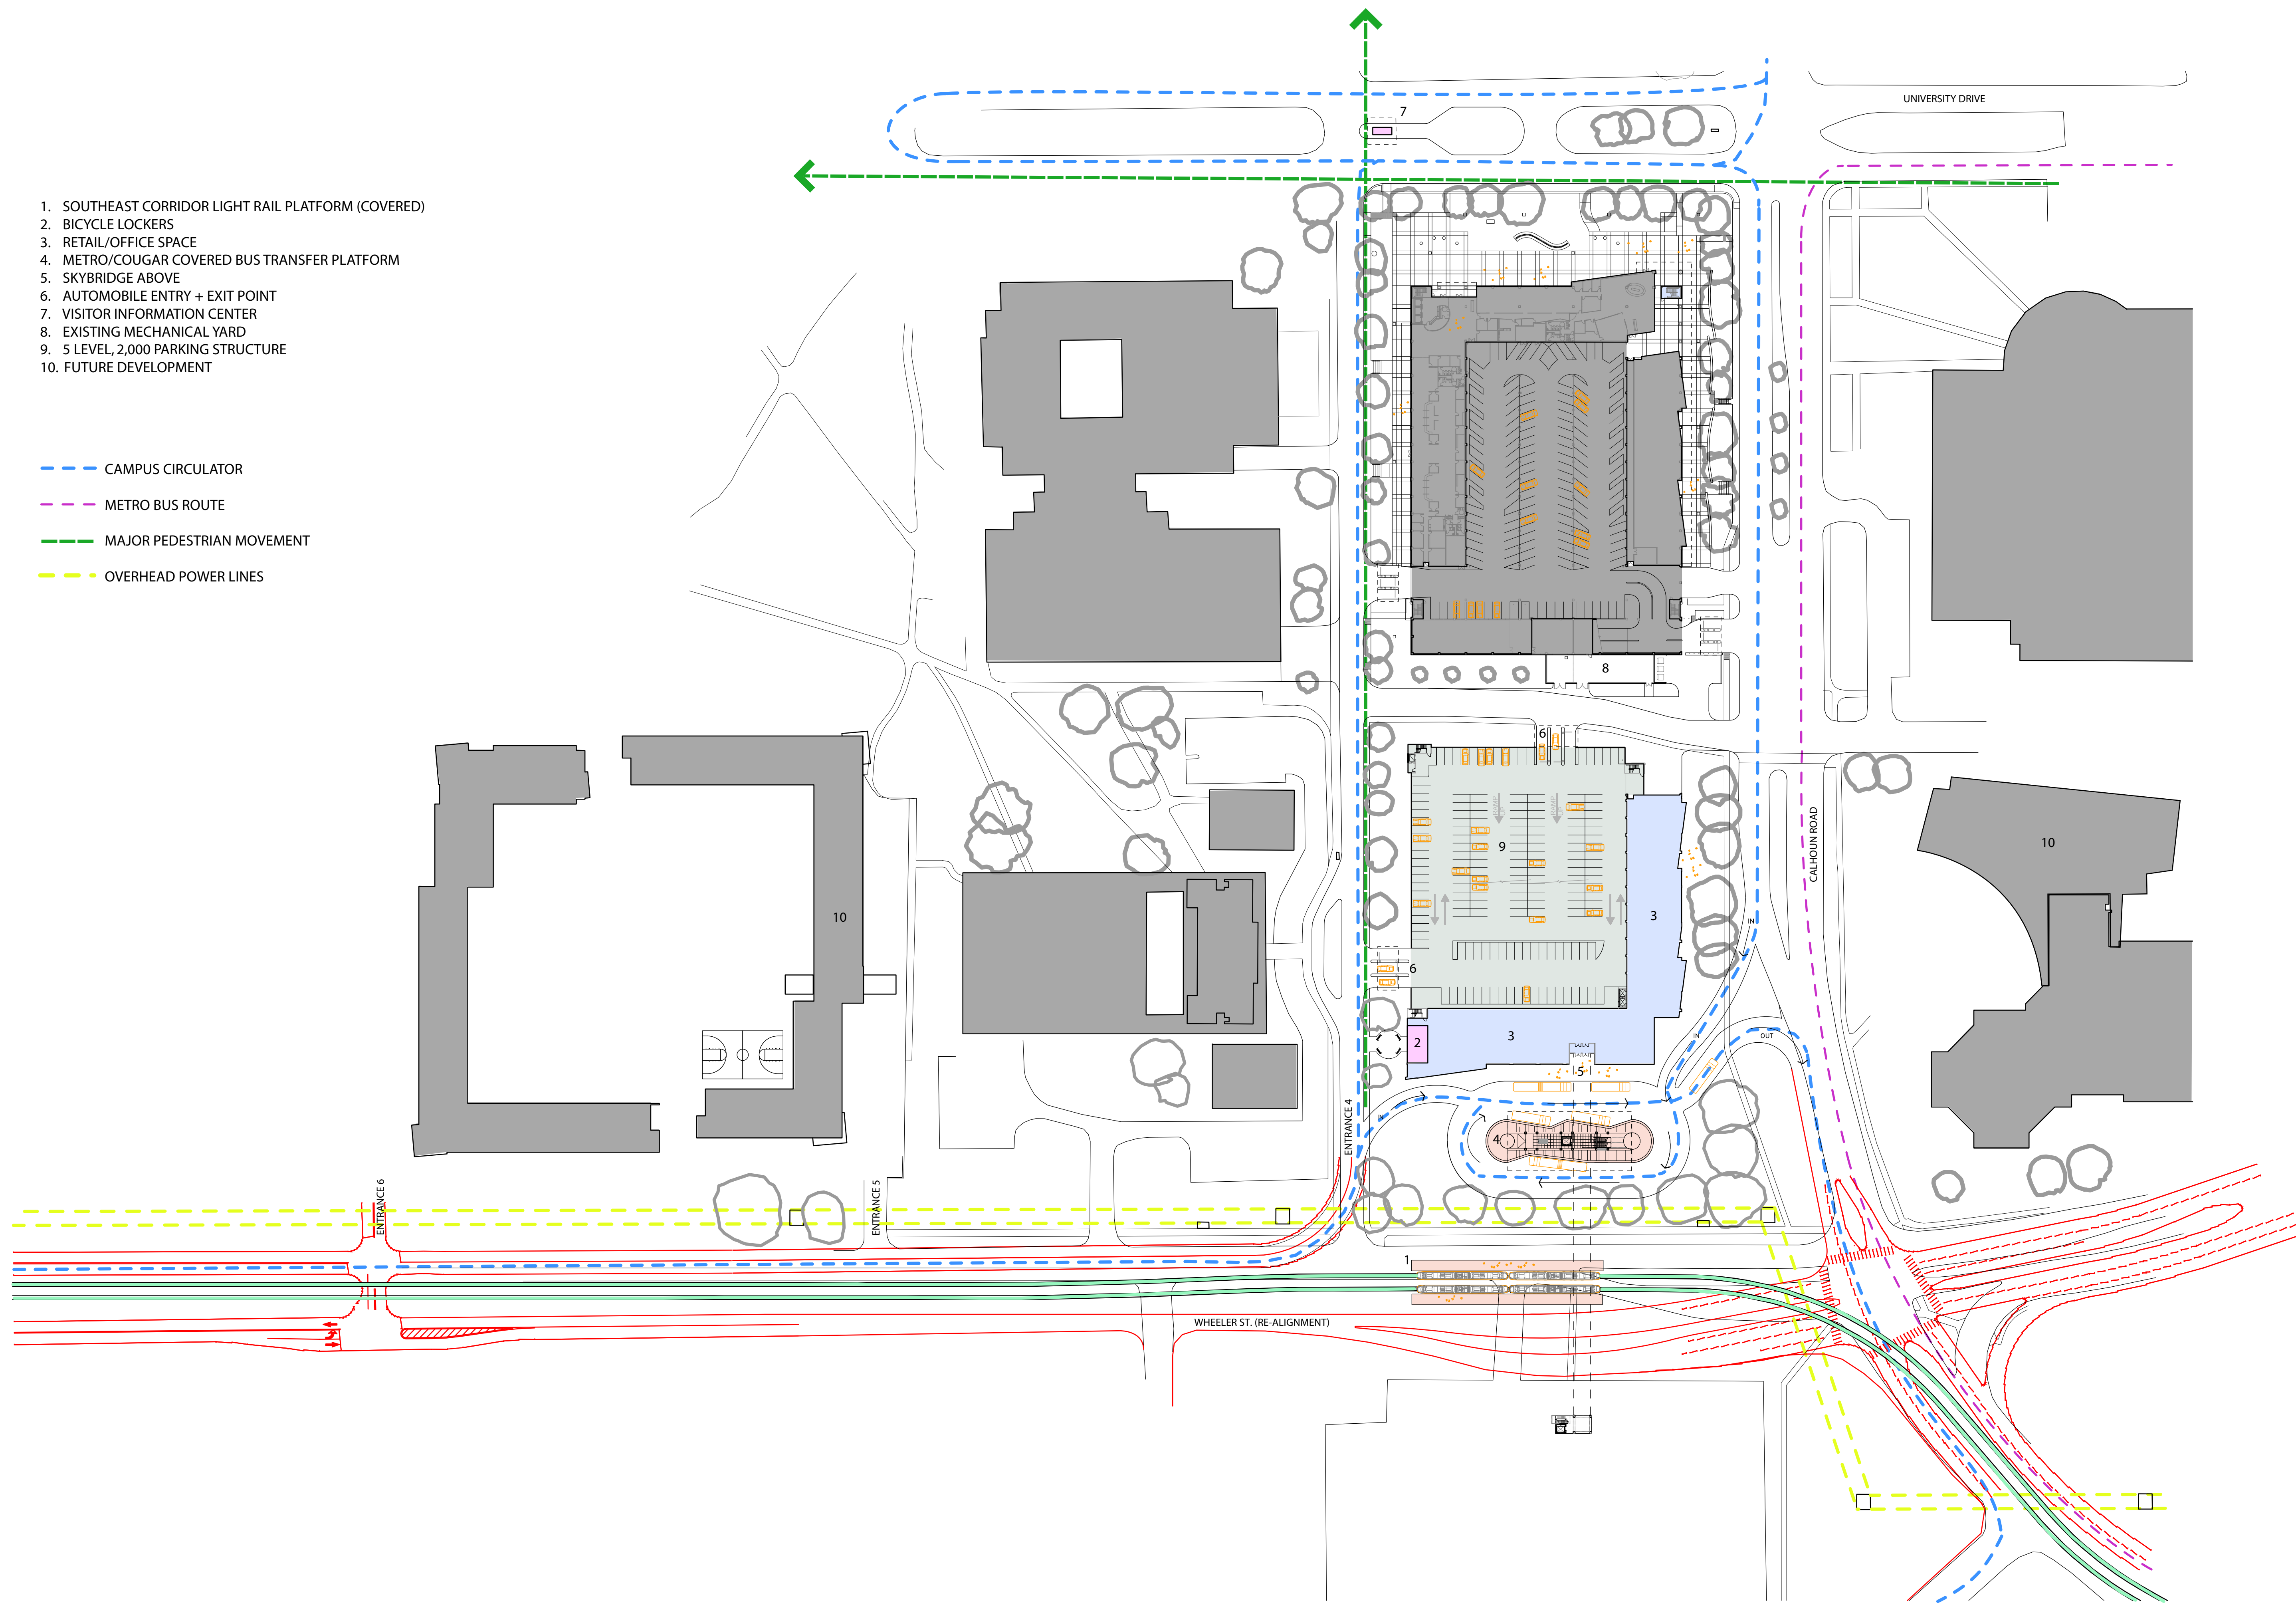 7
UNIVERSITY DRIVE
1. SOUTHEAST CORRIDOR LIGHT RAIL PLATFORM (COVERED)
2. BICYCLE LOCKERS
3. RETAIL/OFFICE SPACE
4. METRO/COUGAR COVERED BUS TRANSFER PLATFORM
5. SKYBRIDGE ABOVE
6. AUTOMOBILE ENTRY + EXIT POINT
7. VISITOR INFORMATION CENTER
8. EXISTING MECHANICAL YARD
9. 5 LEVEL, 2,000 PARKING STRUCTURE
10. FUTURE DEVELOPMENT
CAMPUS CIRCULATOR
METRO BUS ROUTE
MAJOR PEDESTRIAN MOVEMENT
OVERHEAD POWER LINES
8
6
CALHOUN ROAD
10
9
10
3
IN
6
3
2
IN
OUT
5
IN
4
ENTRANCE 4
ENTRANCE 5
ENTRANCE 6
1
WHEELER ST. (RE-ALIGNMENT)